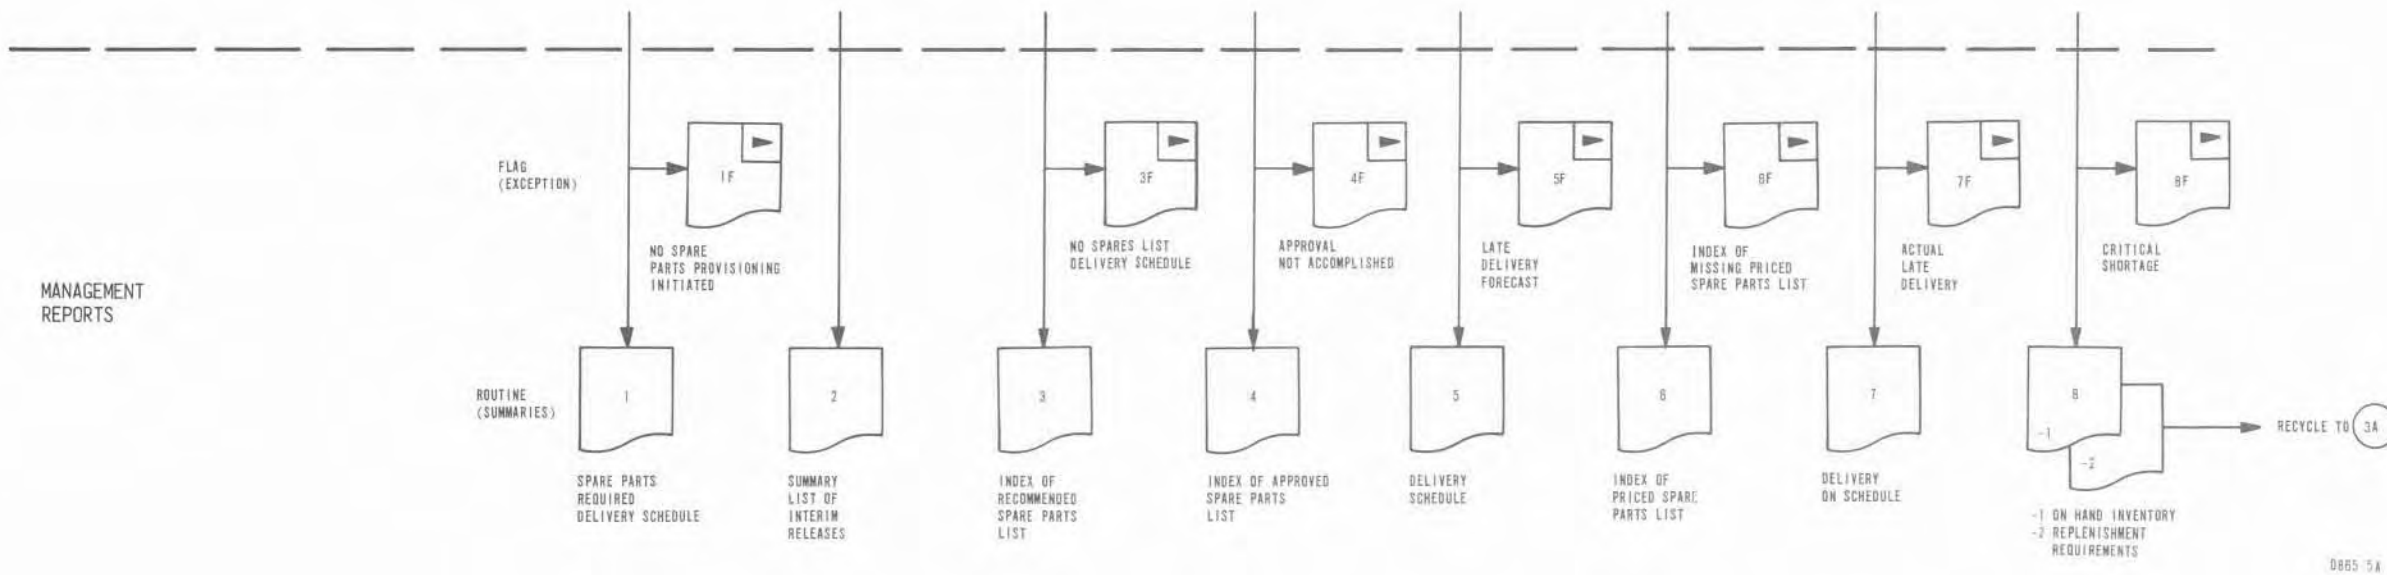 FLAG
(EXCEPTION)
1F
3F
4F
5F
6F
7F
8F
NO SPARE
PARTS PROVISIONING
INITIATED
NO SPARES LIST
DELIVERY SCHEDULE
APPROVAL
NOT ACCOMPLISHED
LATE
DELIVERY
FORECAST
INDEX OF
MISSING PRICED
SPARE PARTS LIST
ACTUAL
LATE
DELIVERY
CRITICAL
SHORTAGE
MANAGEMENT
REPORTS
ROUTINE
(SUMMARIES)
1
2
3
4
5
6
7
8
-1
-2
RECYCLE TO 3A
SPARE PARTS
REQUIRED
DELIVERY SCHEDULE
SUMMARY
LIST OF
INTERIM
RELEASES
INDEX OF
RECOMMENDED
SPARE PARTS
LIST
INDEX OF APPROVED
SPARE PARTS
LIST
DELIVERY
SCHEDULE
INDEX OF
PRICED SPARE
PARTS LIST
DELIVERY
ON SCHEDULE
-1 ON HAND INVENTORY
-2 REPLENISHMENT
REQUIREMENTS
D865 5A